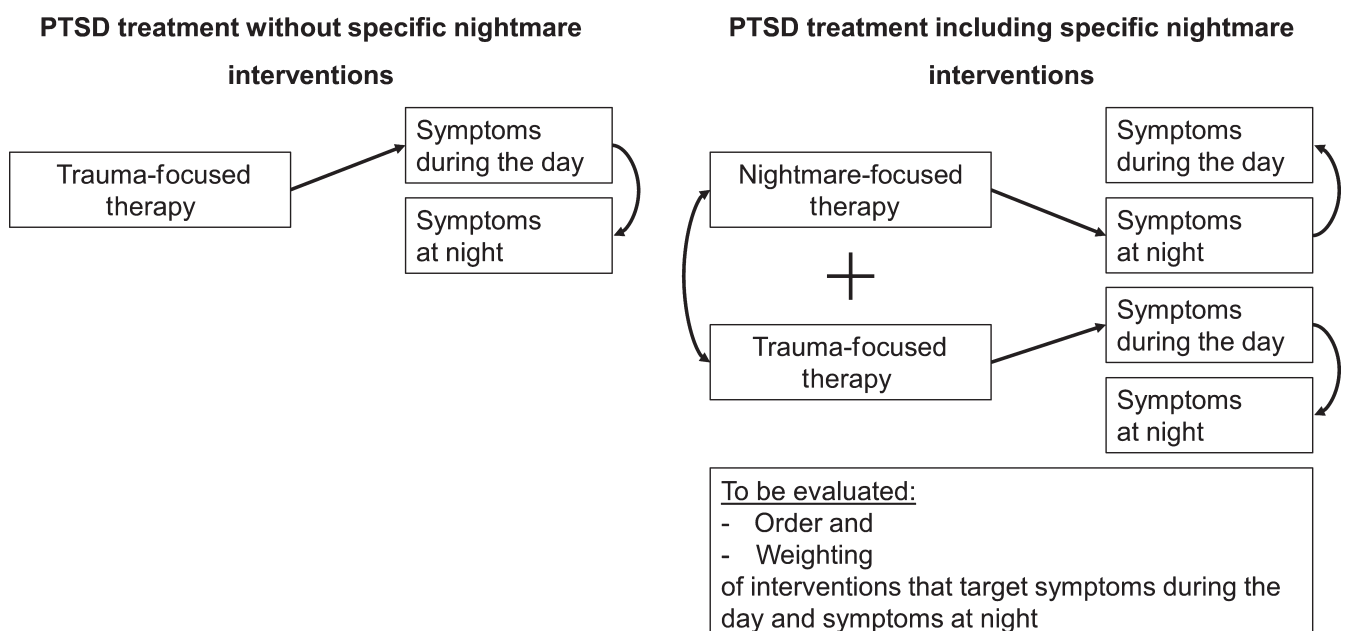 PTSD treatment without specific nightmare
interventions
Trauma-focused
therapy
Symptoms
during the day
Symptoms
at night
PTSD treatment including specific nightmare
interventions
Nightmare-focused
therapy
Symptoms
during the day
Symptoms
at night
+
Trauma-focused
therapy
Symptoms
during the day
Symptoms
at night
To be evaluated:
- Order and
- Weighting
of interventions that target symptoms during the
day and symptoms at night